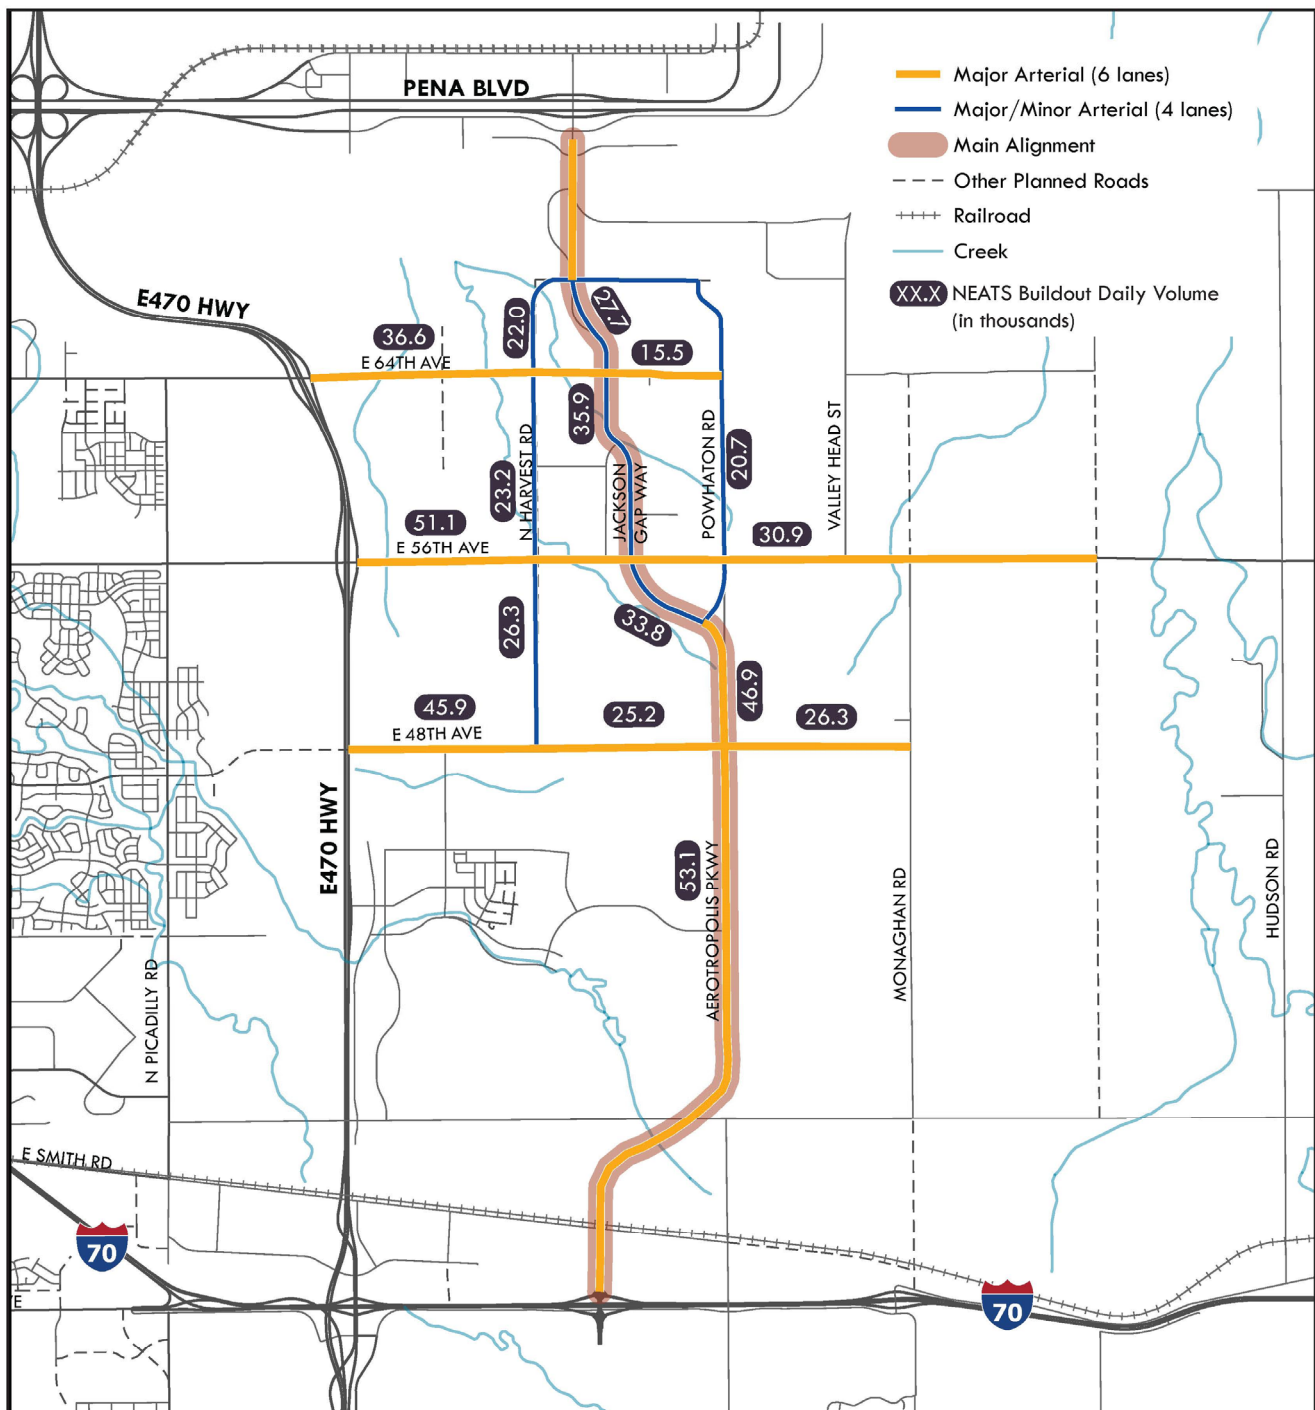 PENA BLVD
Major Arterial (6 lanes)
Major/Minor Arterial (4 lanes)
Main Alignment
Other Planned Roads
Railroad
Creek
XX.X NEATS Buildout Daily Volume
(in thousands)
E470 HWY
36.6
E 64TH AVE
22.0
27.7
15.5
35.9
N HARVEST RD
23.2
JACKSON
GAP WAY
POWHATON RD
20.7
VALLEY HEAD ST
51.1
E 56TH AVE
30.9
26.3
33.8
46.9
45.9
E 48TH AVE
25.2
26.3
E470 HWY
53.1
AEROTROPOLIS PKWY
MONAGHAN RD
HUDSON RD
N PICADILLY RD
E SMITH RD
70
70